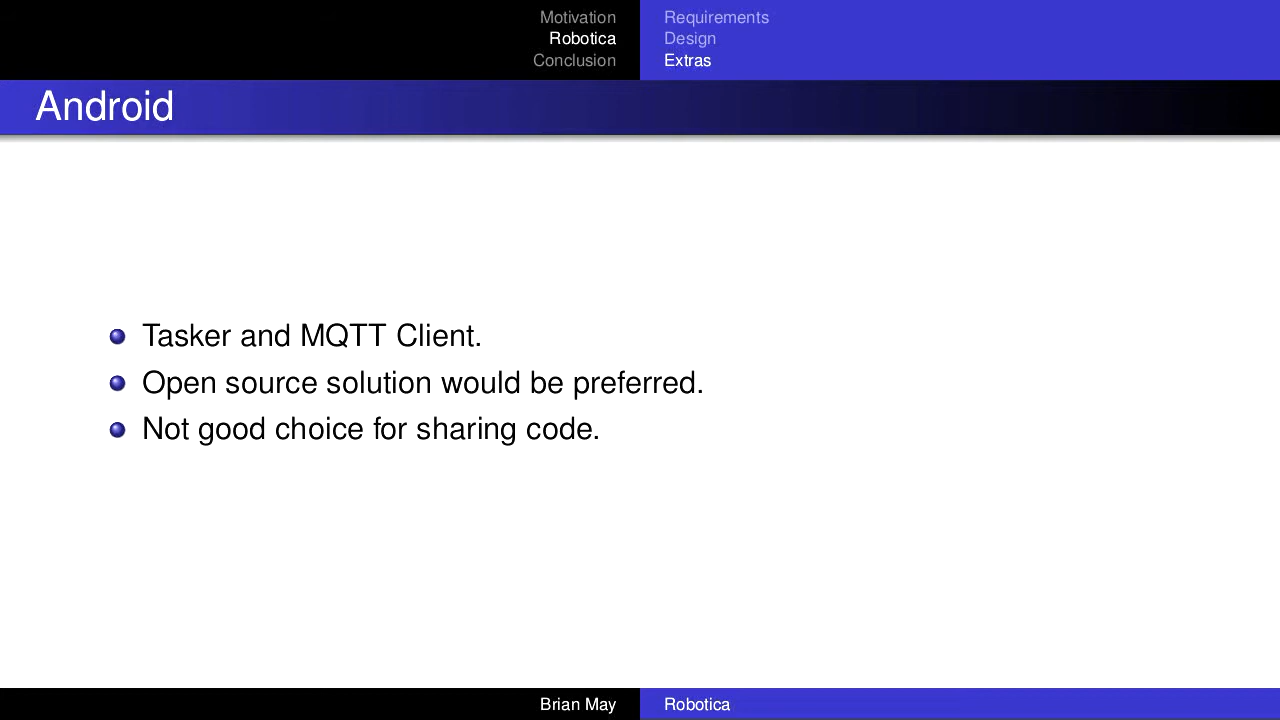 Motivation
Robotica
Conclusion
Requirements
Design
Extras
Android
Tasker and MQTT Client.
Open source solution would be preferred.
Not good choice for sharing code.
Brian May
Robotica